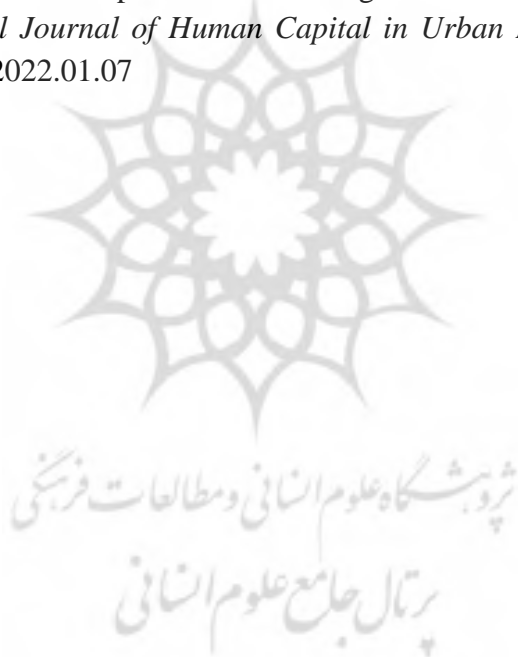 l Journal of Human Capital in Urban
2022.01.07
پژوهشگاه علوم انسانی و مطالعات فرهنگی
پرتال جامع علوم انسانی